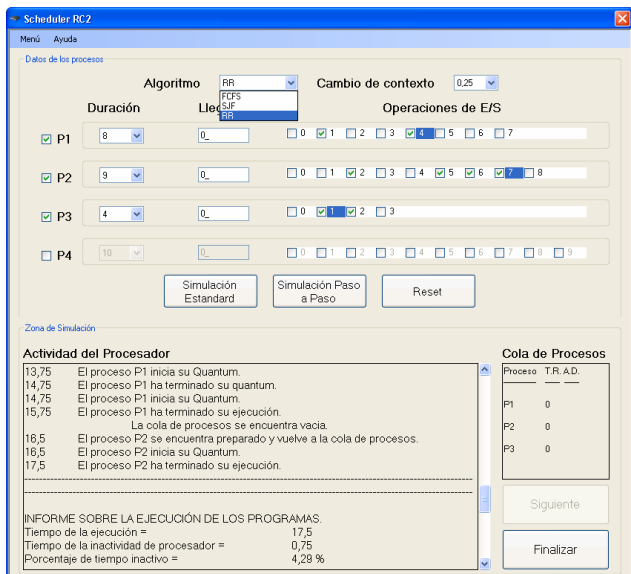 Scheduler RC2
Menú Ayuda
Datos de los procesos
Algoritmo RR Cambio de contexto 0,25
FCFS
SJF
RR
Duración Lle Operaciones de E/S
P1 8 0_ 0 1 2 3 4 5 6 7
P2 9 0_ 0 1 2 3 4 5 6 7 8
P3 4 0_ 0 1 2 3
P4 10 0_ 0 1 2 3 4 5 6 7 8 9
Simulación Estandard
Simulación Paso a Paso
Reset
Zona de Simulación
Actividad del Procesador
13,75 El proceso P1 inicia su Quantum.
14,75 El proceso P1 ha terminado su quantum.
14,75 El proceso P1 inicia su Quantum.
15,75 El proceso P1 ha terminado su ejecución.
La cola de procesos se encuentra vacia.
16,5 El proceso P2 se encuentra preparado y vuelve a la cola de procesos.
16,5 El proceso P2 inicia su Quantum.
17,5 El proceso P2 ha terminado su ejecución.
INFORME SOBRE LA EJECUCIÓN DE LOS PROGRAMAS.
Tiempo de la ejecución = 17,5
Tiempo de la inactividad de procesador = 0,75
Porcentaje de tiempo inactivo = 4,29 %
Cola de Procesos
Proceso T.R. A.D.
P1 0
P2 0
P3 0
Siguiente
Finalizar